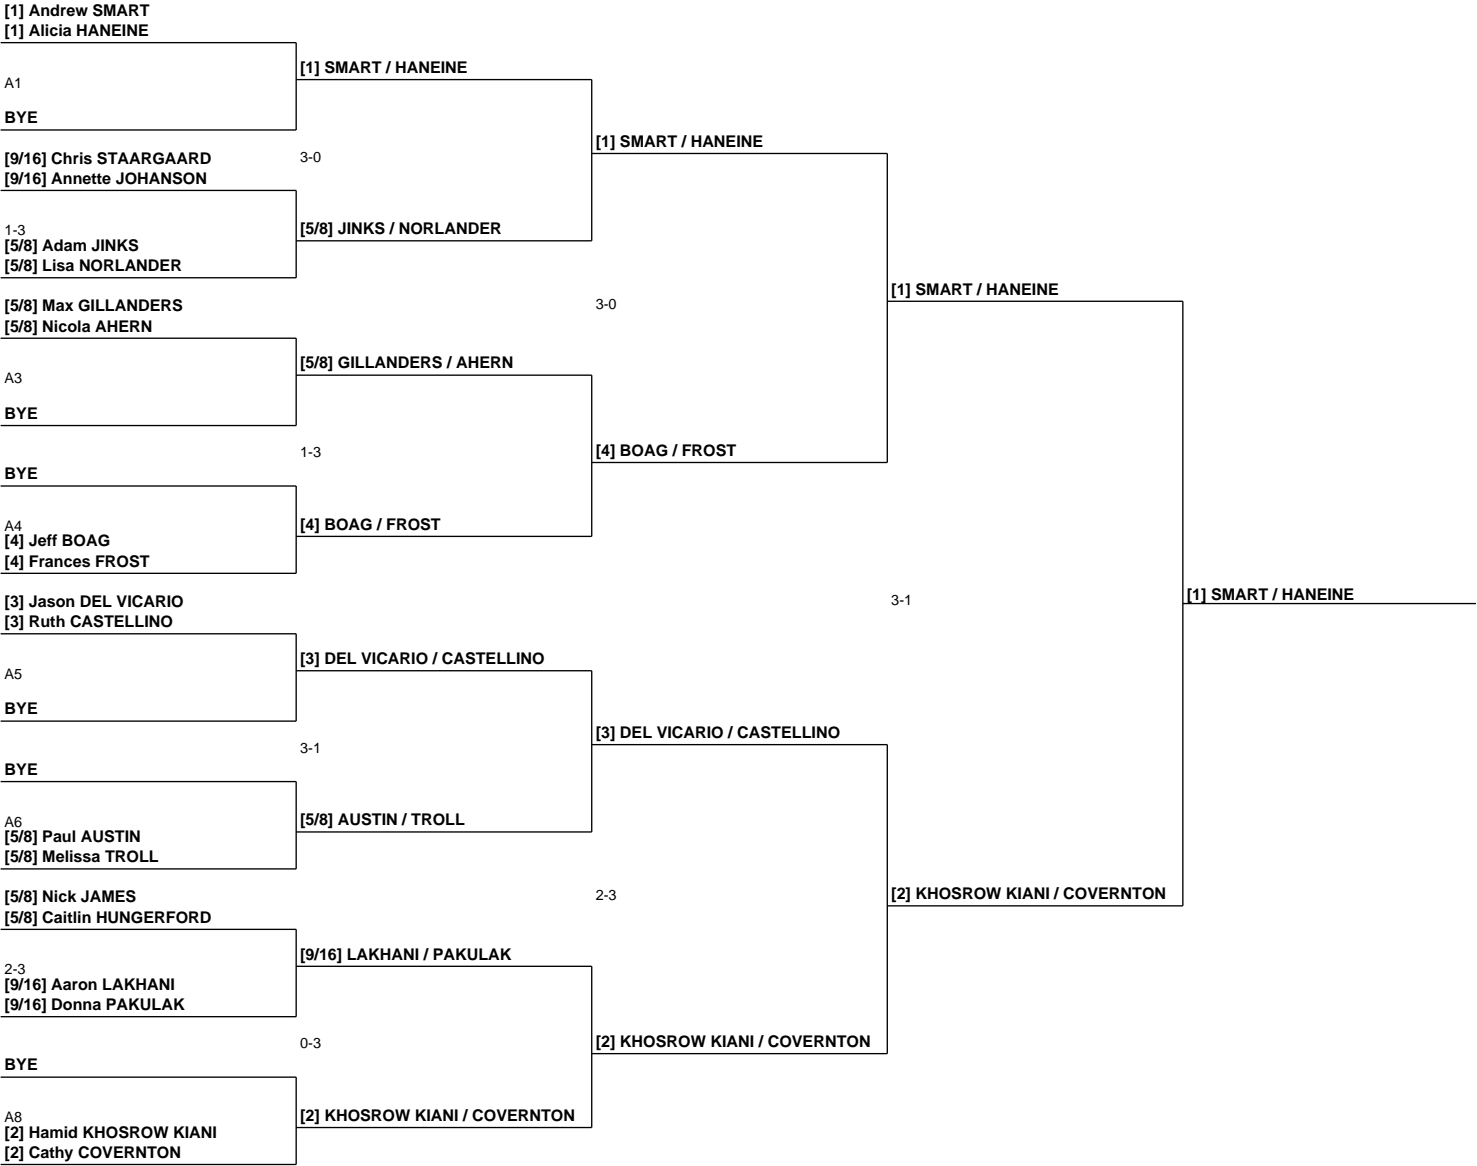 [1] Andrew SMART
[1] Alicia HANEINE
[1] SMART / HANEINE
A1
BYE
[1] SMART / HANEINE
[9/16] Chris STAARGAARD
[9/16] Annette JOHANSON
3-0
1-3
[5/8] JINKS / NORLANDER
[5/8] Adam JINKS
[5/8] Lisa NORLANDER
[1] SMART / HANEINE
[5/8] Max GILLANDERS
[5/8] Nicola AHERN
3-0
[5/8] GILLANDERS / AHERN
A3
BYE
1-3
[4] BOAG / FROST
BYE
A4
[4] BOAG / FROST
[4] Jeff BOAG
[4] Frances FROST
[3] Jason DEL VICARIO
[3] Ruth CASTELLINO
3-1
[1] SMART / HANEINE
[3] DEL VICARIO / CASTELLINO
A5
BYE
[3] DEL VICARIO / CASTELLINO
3-1
BYE
A6
[5/8] AUSTIN / TROLL
[5/8] Paul AUSTIN
[5/8] Melissa TROLL
[5/8] Nick JAMES
[5/8] Caitlin HUNGERFORD
2-3
[2] KHOSROW KIANI / COVERNTON
[9/16] LAKHANI / PAKULAK
2-3
[9/16] Aaron LAKHANI
[9/16] Donna PAKULAK
0-3
[2] KHOSROW KIANI / COVERNTON
BYE
A8
[2] KHOSROW KIANI / COVERNTON
[2] Hamid KHOSROW KIANI
[2] Cathy COVERNTON